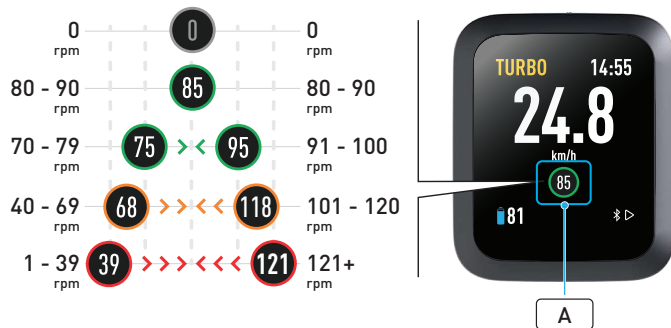 0 rpm 0 0 rpm
80 - 90 rpm 85 80 - 90 rpm
70 - 79 rpm 75 95 91 - 100 rpm
40 - 69 rpm 68 118 101 - 120 rpm
1 - 39 rpm 39 121 121+ rpm
TURBO 14:55
24.8
km/h
85
81
A